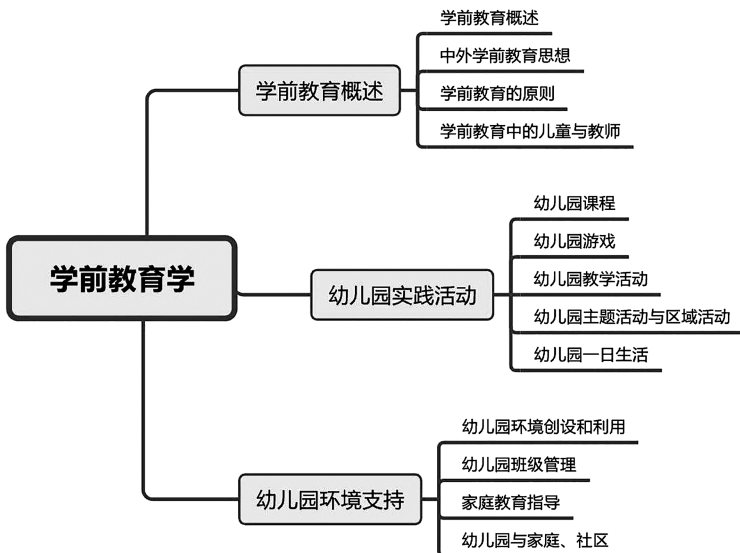 学前教育学
学前教育概述
学前教育概述
中外学前教育思想
学前教育的原则
学前教育中的儿童与教师
幼儿园实践活动
幼儿园课程
幼儿园游戏
幼儿园教学活动
幼儿园主题活动与区域活动
幼儿园一日生活
幼儿园环境支持
幼儿园环境创设和利用
幼儿园班级管理
家庭教育指导
幼儿园与家庭、社区